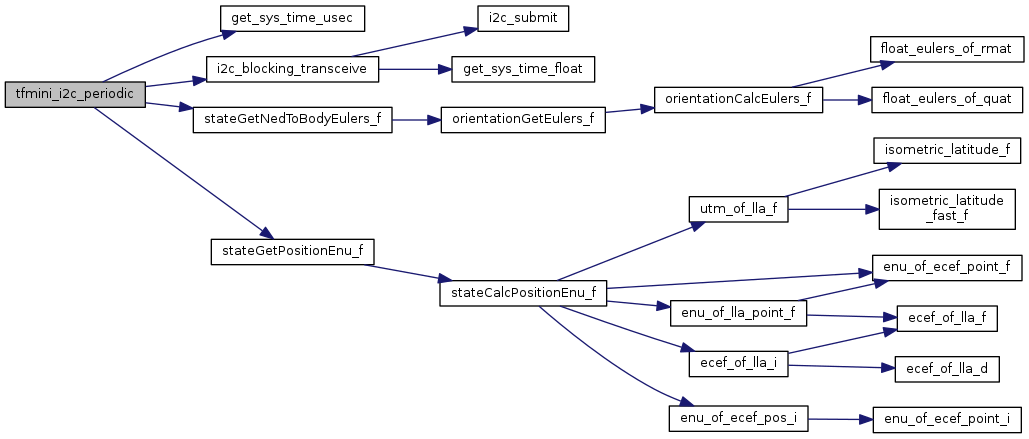 get_sys_time_usec
i2c_submit
float_eulers_of_rmat
i2c_blocking_transceive
get_sys_time_float
tfmini_i2c_periodic
orientationCalcEulers_f
float_eulers_of_quat
stateGetNedToBodyEulers_f
orientationGetEulers_f
isometric_latitude_f
utm_of_lla_f
isometric_latitude
_fast_f
stateGetPositionEnu_f
enu_of_ecef_point_f
stateCalcPositionEnu_f
enu_of_lla_point_f
ecef_of_lla_f
ecef_of_lla_i
ecef_of_lla_d
enu_of_ecef_pos_i
enu_of_ecef_point_i